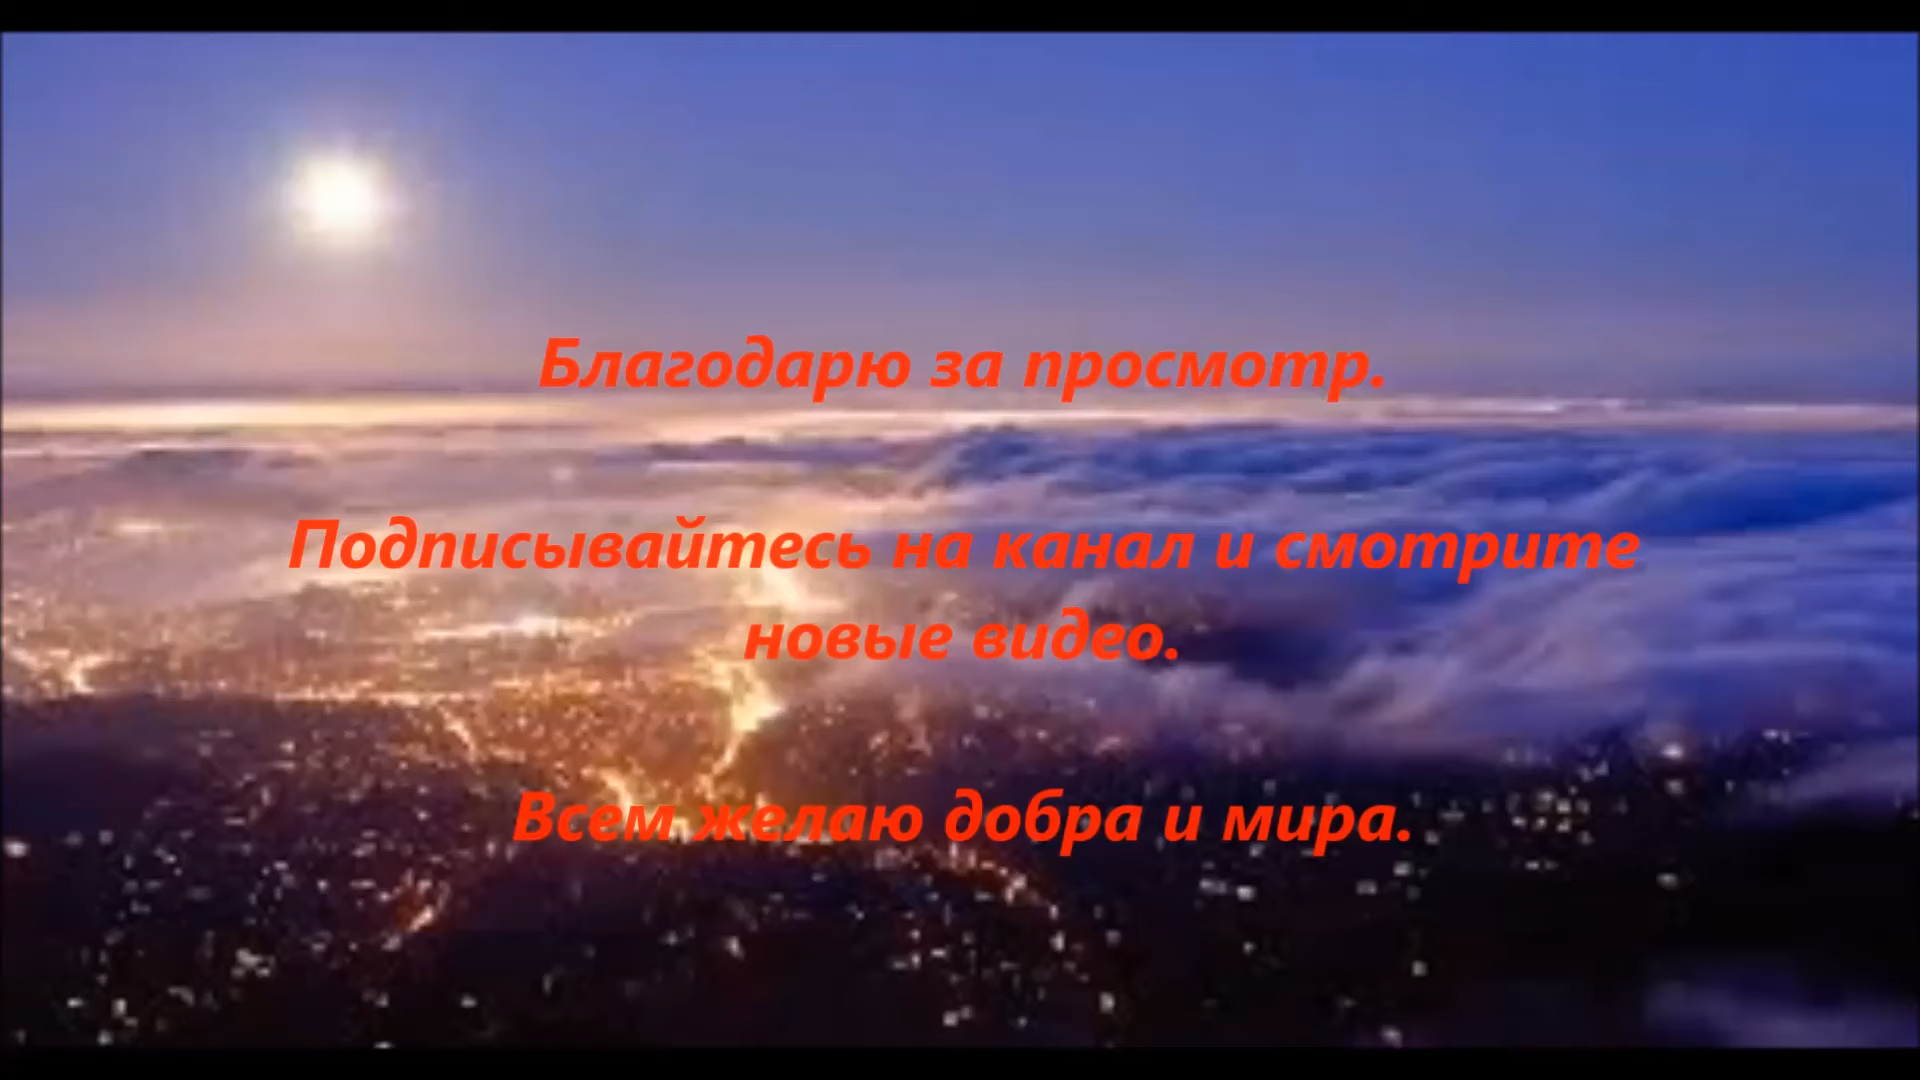 Благодарю за просмотр.
Подписывайтесь на канал и смотрите
новые видео.
Всем желаю добра и мира.